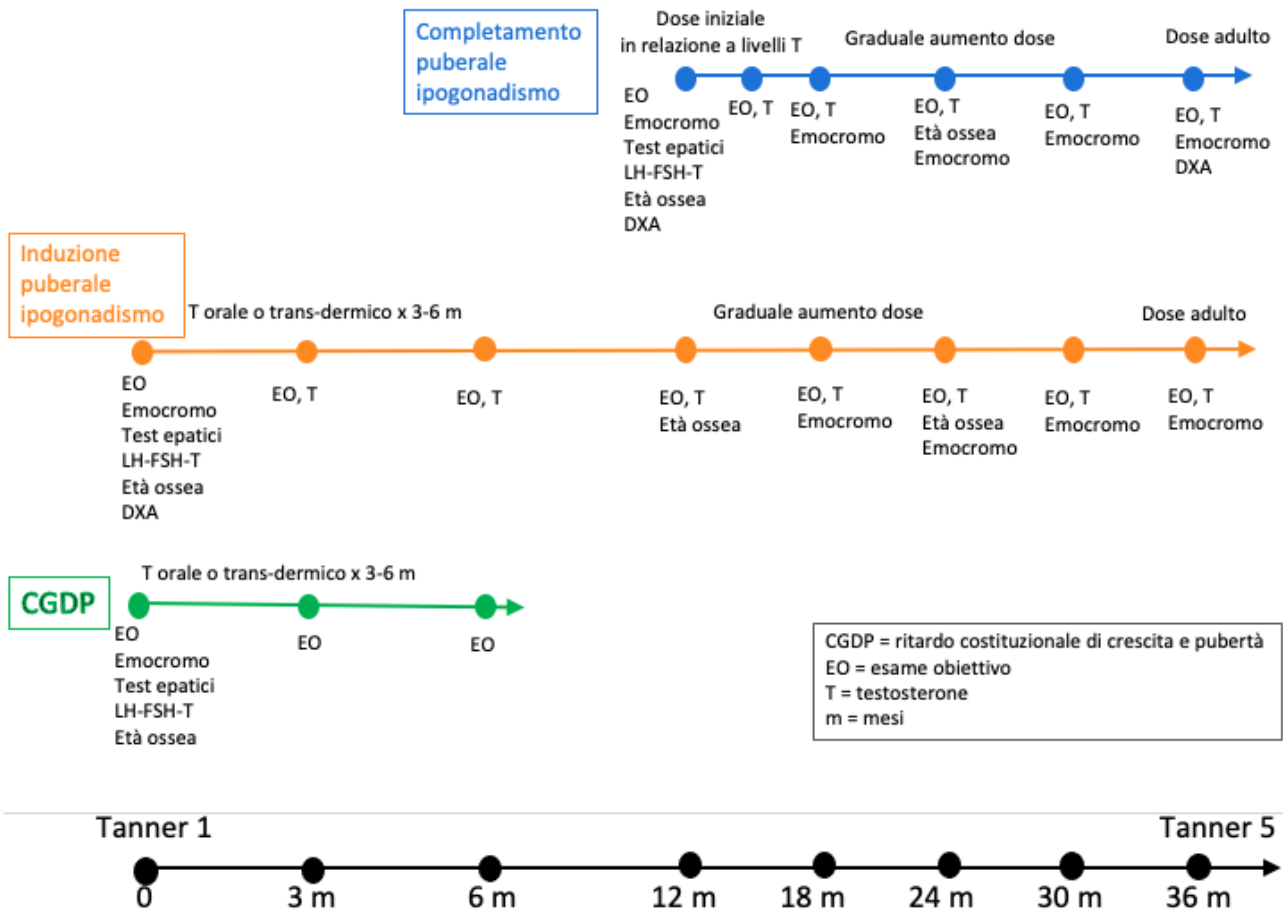 Completamento
puberale
ipogonadismo
Dose iniziale
in relazione a livelli T
Graduale aumento dose
Dose adulto
EO
Emocromo
Test epatici
LH-FSH-T
Età ossea
DXA
EO, T
EO, T
Emocromo
EO, T
Età ossea
Emocromo
EO, T
Emocromo
EO, T
Emocromo
DXA
Induzione
puberale
ipogonadismo
T orale o trans-dermico x 3-6 m
Graduale aumento dose
Dose adulto
EO
Emocromo
Test epatici
LH-FSH-T
Età ossea
DXA
EO, T
EO, T
EO, T
Età ossea
EO, T
Emocromo
EO, T
Età ossea
Emocromo
EO, T
Emocromo
EO, T
Emocromo
CGDP
T orale o trans-dermico x 3-6 m
EO
Emocromo
Test epatici
LH-FSH-T
Età ossea
EO
EO
CGDP = ritardo costituzionale di crescita e pubertà
EO = esame obiettivo
T = testosterone
m = mesi
Tanner 1
Tanner 5
0
3 m
6 m
12 m
18 m
24 m
30 m
36 m